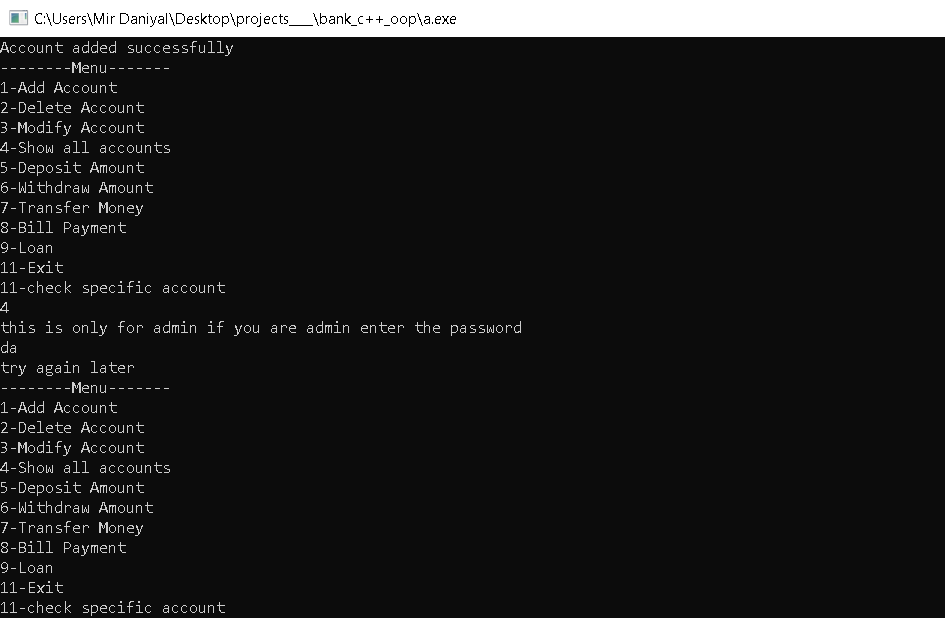 C:\Users\Mir Daniyal\Desktop\projects___\bank_c++_oop\a.exe
Account added successfully
--------Menu-------
1-Add Account
2-Delete Account
3-Modify Account
4-Show all accounts
5-Deposit Amount
6-Withdraw Amount
7-Transfer Money
8-Bill Payment
9-Loan
11-Exit
11-check specific account
4
this is only for admin if you are admin enter the password
da
try again later
--------Menu-------
1-Add Account
2-Delete Account
3-Modify Account
4-Show all accounts
5-Deposit Amount
6-Withdraw Amount
7-Transfer Money
8-Bill Payment
9-Loan
11-Exit
11-check specific account